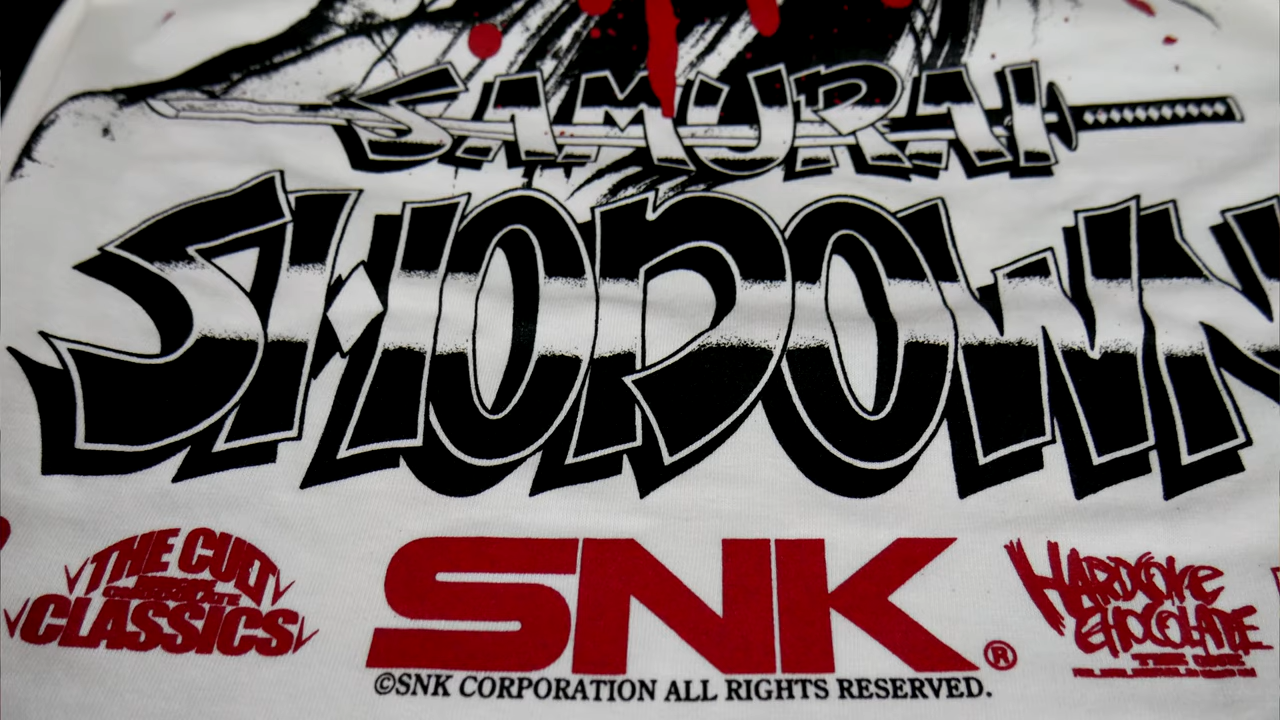 SAMURAI
SHODOWN
THE CULT
CLASSICS
SNK®
HARDCORE
CHOCOLATE
©SNK CORPORATION ALL RIGHTS RESERVED.